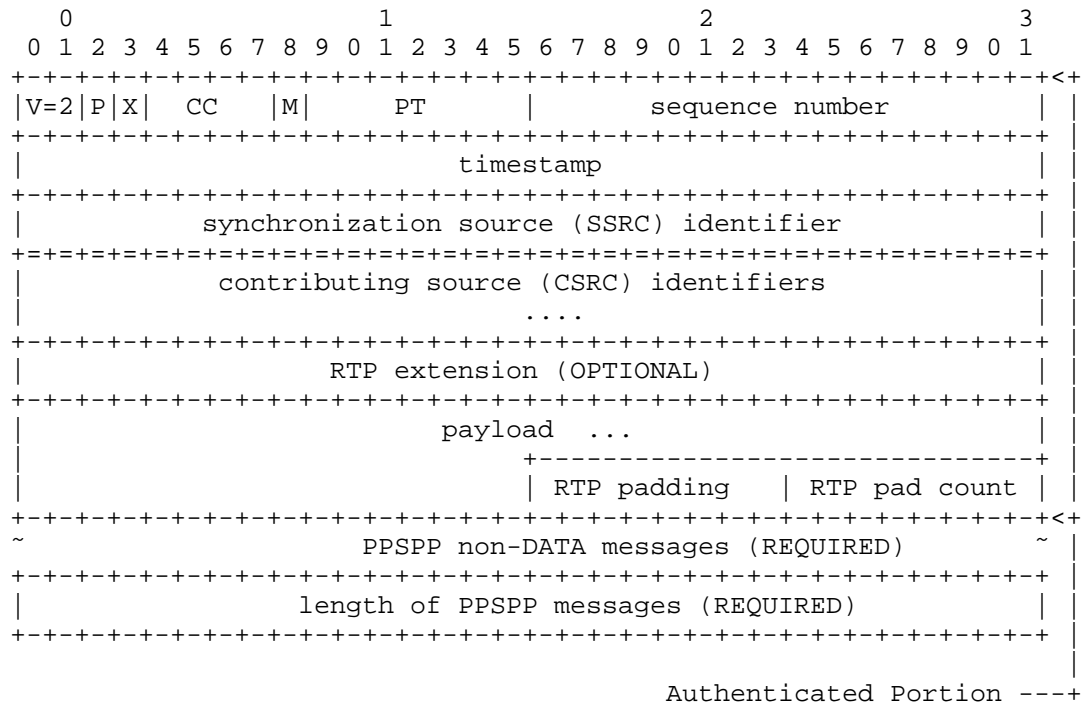 0                   1                   2                   3
  0 1 2 3 4 5 6 7 8 9 0 1 2 3 4 5 6 7 8 9 0 1 2 3 4 5 6 7 8 9 0 1
 +-+-+-+-+-+-+-+-+-+-+-+-+-+-+-+-+-+-+-+-+-+-+-+-+-+-+-+-+-+-+-+-+<+
 |V=2|P|X|  CC   |M|     PT      |       sequence number         | |
 +-+-+-+-+-+-+-+-+-+-+-+-+-+-+-+-+-+-+-+-+-+-+-+-+-+-+-+-+-+-+-+-+ |
 |                           timestamp                           | |
 +-+-+-+-+-+-+-+-+-+-+-+-+-+-+-+-+-+-+-+-+-+-+-+-+-+-+-+-+-+-+-+-+ |
 |           synchronization source (SSRC) identifier            | |
 +=+=+=+=+=+=+=+=+=+=+=+=+=+=+=+=+=+=+=+=+=+=+=+=+=+=+=+=+=+=+=+=+ |
 |            contributing source (CSRC) identifiers             | |
 |                               ....                            | |
 +-+-+-+-+-+-+-+-+-+-+-+-+-+-+-+-+-+-+-+-+-+-+-+-+-+-+-+-+-+-+-+-+ |
 |                   RTP extension (OPTIONAL)                    | |
 +-+-+-+-+-+-+-+-+-+-+-+-+-+-+-+-+-+-+-+-+-+-+-+-+-+-+-+-+-+-+-+-+ |
 |                          payload  ...                         | |
 |                               +-------------------------------+ |
 |                               | RTP padding   | RTP pad count | |
 +-+-+-+-+-+-+-+-+-+-+-+-+-+-+-+-+-+-+-+-+-+-+-+-+-+-+-+-+-+-+-+-+<+
 ~                     PPSPP non-DATA messages (REQUIRED)        ~ |
 +-+-+-+-+-+-+-+-+-+-+-+-+-+-+-+-+-+-+-+-+-+-+-+-+-+-+-+-+-+-+-+-+ |
 |                 length of PPSPP messages (REQUIRED)           | |
 +-+-+-+-+-+-+-+-+-+-+-+-+-+-+-+-+-+-+-+-+-+-+-+-+-+-+-+-+-+-+-+-+ |
                                                                   |
                                         Authenticated Portion ---+